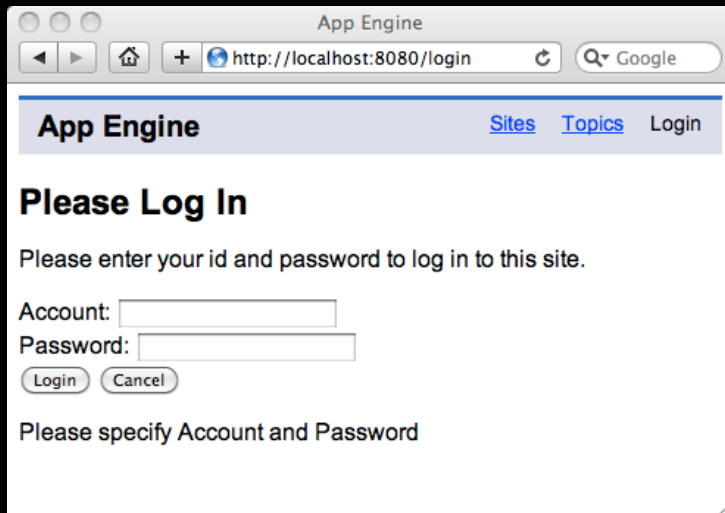 App Engine
http://localhost:8080/login
Google
App Engine Sites Topics Login
Please Log In
Please enter your id and password to log in to this site.
Account:
Password:
Login Cancel
Please specify Account and Password